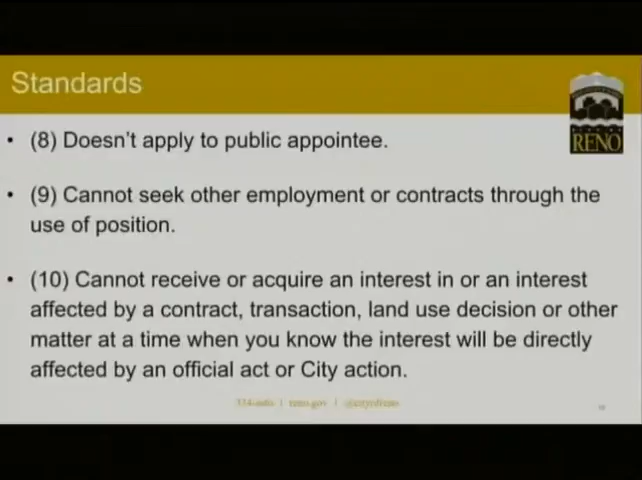 Standards
RENO
• (8) Doesn't apply to public appointee.
• (9) Cannot seek other employment or contracts through the
use of position.
• (10) Cannot receive or acquire an interest in or an interest
affected by a contract, transaction, land use decision or other
matter at a time when you know the interest will be directly
affected by an official act or City action.